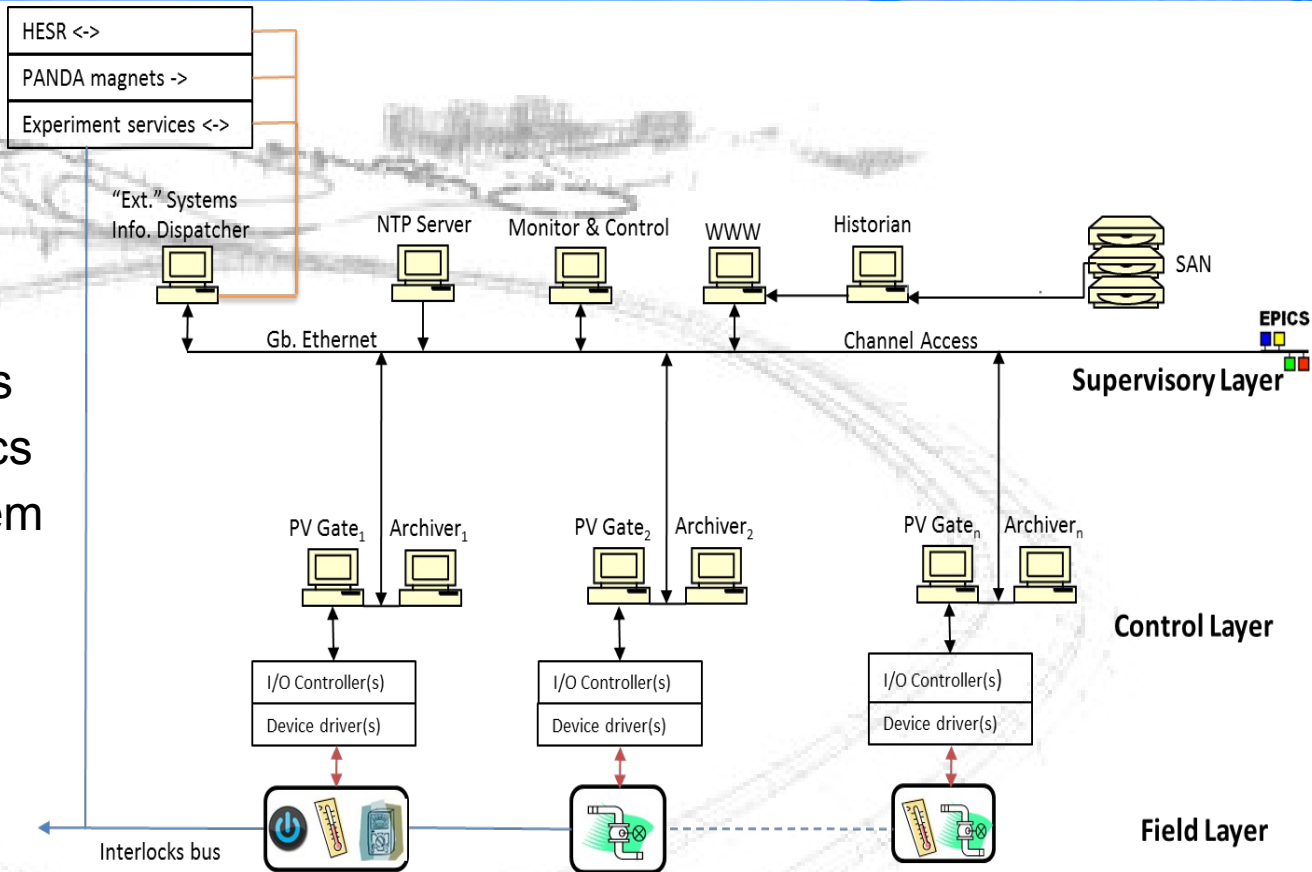 HESR <->
PANDA magnets ->
Experiment services <->
“Ext.” Systems
Info. Dispatcher
NTP Server
Monitor & Control
WWW
Historian
SAN
Gb. Ethernet
Channel Access
EPICS
Supervisory Layer
s
cs
em
PV Gate1
Archiver1
PV Gate2
Archiver2
PV Gaten
Archivern
Control Layer
I/O Controller(s)
Device driver(s)
I/O Controller(s)
Device driver(s)
I/O Controller(s)
Device driver(s)
Interlocks bus
Field Layer